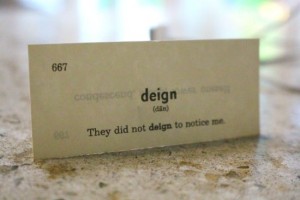 667
deign
(dān)
They did not deign to notice me.